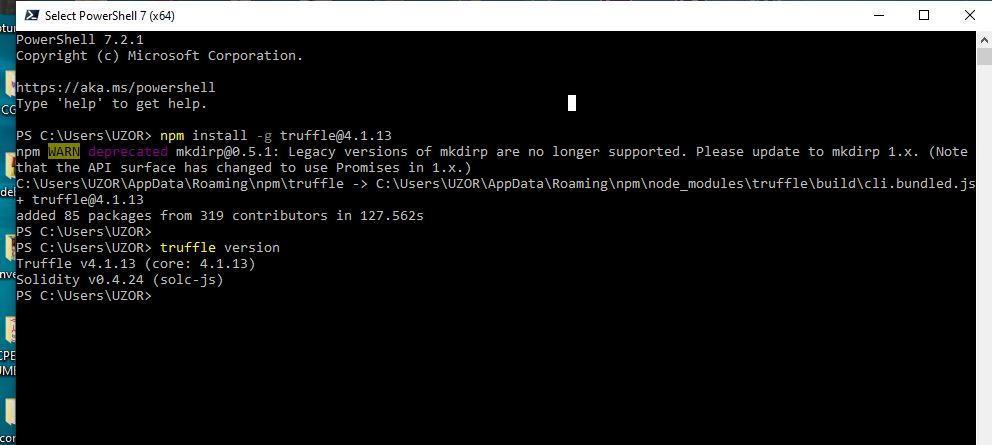 Select PowerShell 7 (x64)
PowerShell 7.2.1
Copyright (c) Microsoft Corporation.
https://aka.ms/powershell
Type 'help' to get help.
PS C:\Users\UZOR> npm install -g truffle@4.1.13
npm WARN deprecated mkdirp@0.5.1: Legacy versions of mkdirp are no longer supported. Please update to mkdirp 1.x. (Note
that the API surface has changed to use Promises in 1.x.)
C:\Users\UZOR\AppData\Roaming\npm\truffle -> C:\Users\UZOR\AppData\Roaming\npm\node_modules\truffle\build\cli.bundled.js
+ truffle@4.1.13
added 85 packages from 319 contributors in 127.562s
PS C:\Users\UZOR>
PS C:\Users\UZOR> truffle version
Truffle v4.1.13 (core: 4.1.13)
Solidity v0.4.24 (solc-js)
PS C:\Users\UZOR>